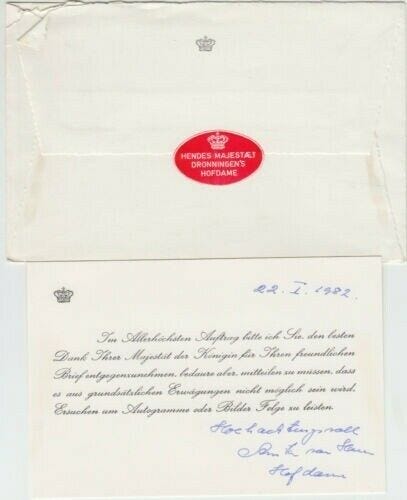 HENDES MAJESTÆT
DRONNINGEN'S
HOFDAME
22. I. 1982.
Im Allerhöchsten Auftrag bitte ich Sie, den besten
Dank Ihrer Majestät der Königin für Ihren freundlichen
Brief entgegenzunehmen, bedaure aber, mitteilen zu müssen, dass
es aus grundsätzlichen Erwägungen nicht möglich sein wird,
Ersuchen um Autogramme oder Bilder Folge zu leisten.
Hochachtungsvoll
Hofdame